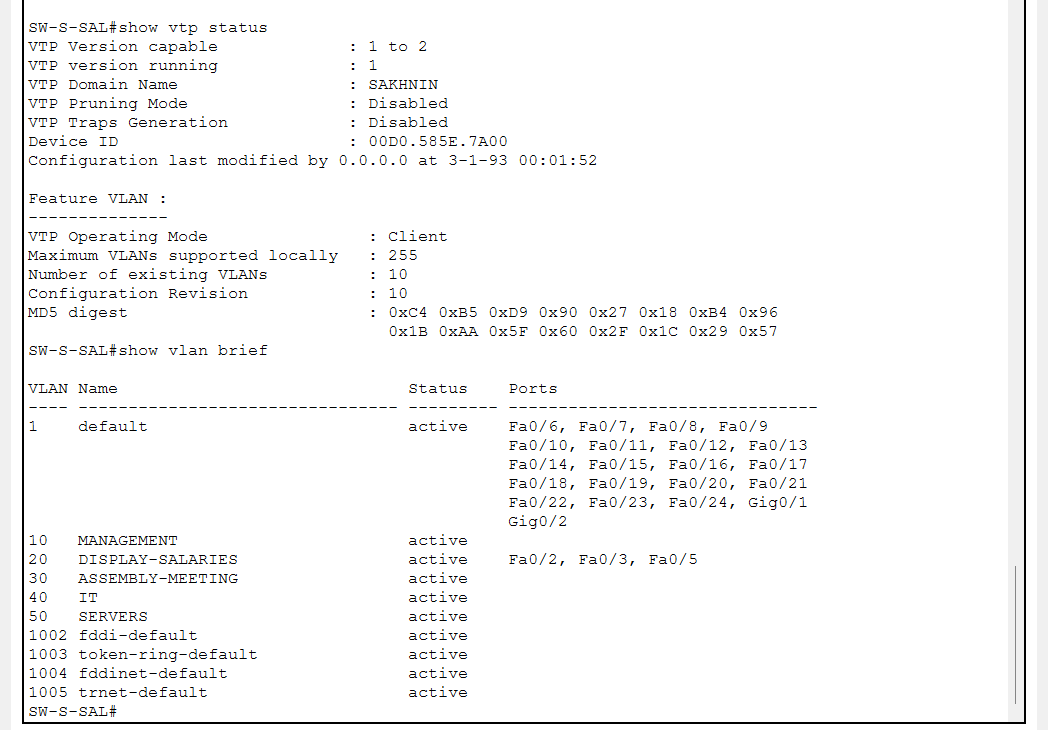 SW-S-SAL#show vtp status
VTP Version capable : 1 to 2
VTP version running : 1
VTP Domain Name : SAKHNIN
VTP Pruning Mode : Disabled
VTP Traps Generation : Disabled
Device ID : 00D0.585E.7A00
Configuration last modified by 0.0.0.0 at 3-1-93 00:01:52
Feature VLAN :
--------------
VTP Operating Mode : Client
Maximum VLANs supported locally : 255
Number of existing VLANs : 10
Configuration Revision : 10
MD5 digest : 0xC4 0xB5 0xD9 0x90 0x27 0x18 0xB4 0x96
0x1B 0xAA 0x5F 0x60 0x2F 0x1C 0x29 0x57
SW-S-SAL#show vlan brief
VLAN Name Status Ports
---- -------------------------------- --------- -------------------------------
1 default active Fa0/6, Fa0/7, Fa0/8, Fa0/9
Fa0/10, Fa0/11, Fa0/12, Fa0/13
Fa0/14, Fa0/15, Fa0/16, Fa0/17
Fa0/18, Fa0/19, Fa0/20, Fa0/21
Fa0/22, Fa0/23, Fa0/24, Gig0/1
Gig0/2
10 MANAGEMENT active
20 DISPLAY-SALARIES active Fa0/2, Fa0/3, Fa0/5
30 ASSEMBLY-MEETING active
40 IT active
50 SERVERS active
1002 fddi-default active
1003 token-ring-default active
1004 fddinet-default active
1005 trnet-default active
SW-S-SAL#